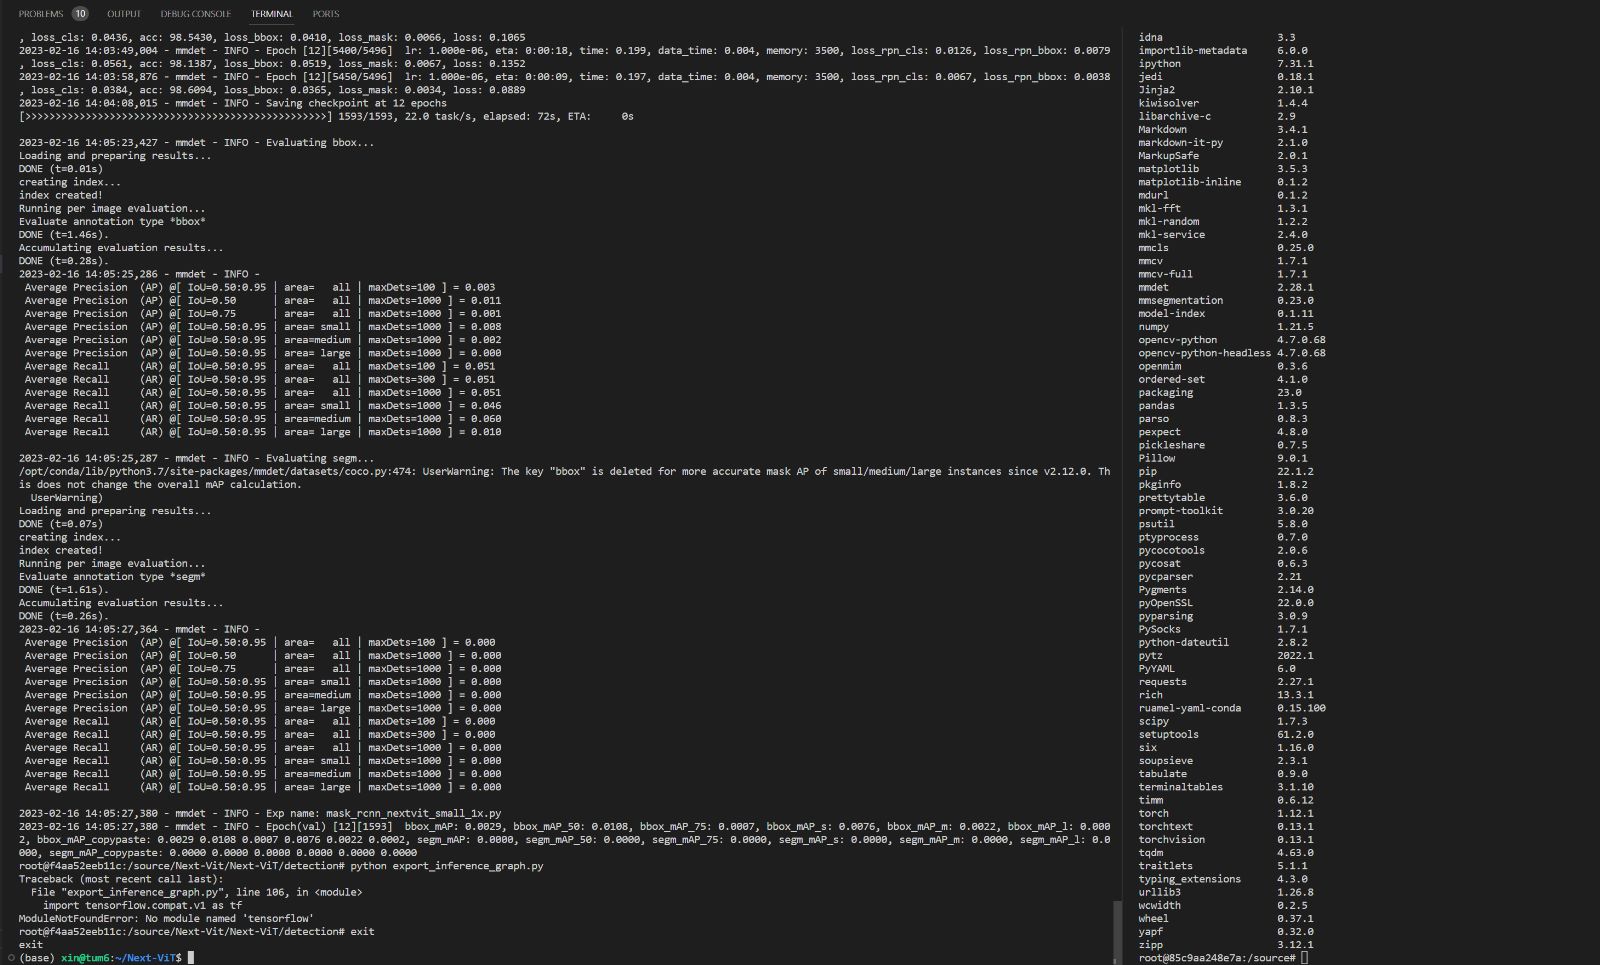 PROBLEMS 10 OUTPUT DEBUG CONSOLE TERMINAL PORTS
, loss_cls: 0.0436, acc: 98.5430, loss_bbox: 0.0410, loss_mask: 0.0066, loss: 0.1065
2023-02-16 14:03:49,004 - mmdet - INFO - Epoch [12][5400/5496]  lr: 1.000e-06, eta: 0:00:18, time: 0.199, data_time: 0.004, memory: 3500, loss_rpn_cls: 0.0126, loss_rpn_bbox: 0.0079
, loss_cls: 0.0561, acc: 98.1387, loss_bbox: 0.0519, loss_mask: 0.0067, loss: 0.1352
2023-02-16 14:03:58,876 - mmdet - INFO - Epoch [12][5450/5496]  lr: 1.000e-06, eta: 0:00:09, time: 0.197, data_time: 0.004, memory: 3500, loss_rpn_cls: 0.0067, loss_rpn_bbox: 0.0038
, loss_cls: 0.0384, acc: 98.6094, loss_bbox: 0.0365, loss_mask: 0.0034, loss: 0.0889
2023-02-16 14:04:08,015 - mmdet - INFO - Saving checkpoint at 12 epochs
[>>>>>>>>>>>>>>>>>>>>>>>>>>>>>>>>>>>>>>>>>>>>>>>>>>] 1593/1593, 22.0 task/s, elapsed: 72s, ETA:     0s
2023-02-16 14:05:23,427 - mmdet - INFO - Evaluating bbox...
Loading and preparing results...
DONE (t=0.01s)
creating index...
index created!
Running per image evaluation...
Evaluate annotation type *bbox*
DONE (t=1.46s).
Accumulating evaluation results...
DONE (t=0.28s).
2023-02-16 14:05:25,286 - mmdet - INFO -
Average Precision  (AP) @[ IoU=0.50:0.95 | area=   all | maxDets=100 ] = 0.003
Average Precision  (AP) @[ IoU=0.50      | area=   all | maxDets=1000 ] = 0.011
Average Precision  (AP) @[ IoU=0.75      | area=   all | maxDets=1000 ] = 0.001
Average Precision  (AP) @[ IoU=0.50:0.95 | area= small | maxDets=1000 ] = 0.008
Average Precision  (AP) @[ IoU=0.50:0.95 | area=medium | maxDets=1000 ] = 0.002
Average Precision  (AP) @[ IoU=0.50:0.95 | area= large | maxDets=1000 ] = 0.000
Average Recall     (AR) @[ IoU=0.50:0.95 | area=   all | maxDets=100 ] = 0.051
Average Recall     (AR) @[ IoU=0.50:0.95 | area=   all | maxDets=300 ] = 0.051
Average Recall     (AR) @[ IoU=0.50:0.95 | area=   all | maxDets=1000 ] = 0.051
Average Recall     (AR) @[ IoU=0.50:0.95 | area= small | maxDets=1000 ] = 0.046
Average Recall     (AR) @[ IoU=0.50:0.95 | area=medium | maxDets=1000 ] = 0.060
Average Recall     (AR) @[ IoU=0.50:0.95 | area= large | maxDets=1000 ] = 0.010
2023-02-16 14:05:25,287 - mmdet - INFO - Evaluating segm...
/opt/conda/lib/python3.7/site-packages/mmdet/datasets/coco.py:474: UserWarning: The key "bbox" is deleted for more accurate mask AP of small/medium/large instances since v2.12.0. Th
is does not change the overall mAP calculation.
UserWarning)
Loading and preparing results...
DONE (t=0.07s)
creating index...
index created!
Running per image evaluation...
Evaluate annotation type *segm*
DONE (t=1.61s).
Accumulating evaluation results...
DONE (t=0.26s).
2023-02-16 14:05:27,364 - mmdet - INFO -
Average Precision  (AP) @[ IoU=0.50:0.95 | area=   all | maxDets=100 ] = 0.000
Average Precision  (AP) @[ IoU=0.50      | area=   all | maxDets=1000 ] = 0.000
Average Precision  (AP) @[ IoU=0.75      | area=   all | maxDets=1000 ] = 0.000
Average Precision  (AP) @[ IoU=0.50:0.95 | area= small | maxDets=1000 ] = 0.000
Average Precision  (AP) @[ IoU=0.50:0.95 | area=medium | maxDets=1000 ] = 0.000
Average Precision  (AP) @[ IoU=0.50:0.95 | area= large | maxDets=1000 ] = 0.000
Average Recall     (AR) @[ IoU=0.50:0.95 | area=   all | maxDets=100 ] = 0.000
Average Recall     (AR) @[ IoU=0.50:0.95 | area=   all | maxDets=300 ] = 0.000
Average Recall     (AR) @[ IoU=0.50:0.95 | area=   all | maxDets=1000 ] = 0.000
Average Recall     (AR) @[ IoU=0.50:0.95 | area= small | maxDets=1000 ] = 0.000
Average Recall     (AR) @[ IoU=0.50:0.95 | area=medium | maxDets=1000 ] = 0.000
Average Recall     (AR) @[ IoU=0.50:0.95 | area= large | maxDets=1000 ] = 0.000
2023-02-16 14:05:27,380 - mmdet - INFO - Exp name: mask_rcnn_nextvit_small_1x.py
2023-02-16 14:05:27,380 - mmdet - INFO - Epoch(val) [12][1593]  bbox_mAP: 0.0029, bbox_mAP_50: 0.0108, bbox_mAP_75: 0.0007, bbox_mAP_s: 0.0076, bbox_mAP_m: 0.0022, bbox_mAP_l: 0.000
2, bbox_mAP_copypaste: 0.0029 0.0108 0.0007 0.0076 0.0022 0.0002, segm_mAP: 0.0000, segm_mAP_50: 0.0000, segm_mAP_75: 0.0000, segm_mAP_s: 0.0000, segm_mAP_m: 0.0000, segm_mAP_l: 0.0
000, segm_mAP_copypaste: 0.0000 0.0000 0.0000 0.0000 0.0000 0.0000
root@f4aa52eeb11c:/source/Next-Vit/Next-ViT/detection# python export_inference_graph.py
Traceback (most recent call last):
File "export_inference_graph.py", line 106, in <module>
import tensorflow.compat.v1 as tf
ModuleNotFoundError: No module named 'tensorflow'
root@f4aa52eeb11c:/source/Next-Vit/Next-ViT/detection# exit
exit
(base) xin@tum6:~/Next-ViT$
idna 3.3
importlib-metadata 6.0.0
ipython 7.31.1
jedi 0.18.1
Jinja2 2.10.1
kiwisolver 1.4.4
libarchive-c 2.9
Markdown 3.4.1
markdown-it-py 2.1.0
MarkupSafe 2.0.1
matplotlib 3.5.3
matplotlib-inline 0.1.2
mdurl 0.1.2
mkl-fft 1.3.1
mkl-random 1.2.2
mkl-service 2.4.0
mmcls 0.25.0
mmcv 1.7.1
mmcv-full 1.7.1
mmdet 2.28.1
mmsegmentation 0.23.0
model-index 0.1.11
numpy 1.21.5
opencv-python 4.7.0.68
opencv-python-headless 4.7.0.68
openmim 0.3.6
ordered-set 4.1.0
packaging 23.0
pandas 1.3.5
parso 0.8.3
pexpect 4.8.0
pickleshare 0.7.5
Pillow 9.0.1
pip 22.1.2
pkginfo 1.8.2
prettytable 3.6.0
prompt-toolkit 3.0.20
psutil 5.8.0
ptyprocess 0.7.0
pycocotools 2.0.6
pycosat 0.6.3
pycparser 2.21
Pygments 2.14.0
pyOpenSSL 22.0.0
pyparsing 3.0.9
PySocks 1.7.1
python-dateutil 2.8.2
pytz 2022.1
PyYAML 6.0
requests 2.27.1
rich 13.3.1
ruamel-yaml-conda 0.15.100
scipy 1.7.3
setuptools 61.2.0
six 1.16.0
soupsieve 2.3.1
tabulate 0.9.0
terminaltables 3.1.10
timm 0.6.12
torch 1.12.1
torchtext 0.13.1
torchvision 0.13.1
tqdm 4.63.0
traitlets 5.1.1
typing_extensions 4.3.0
urllib3 1.26.8
wcwidth 0.2.5
wheel 0.37.1
yapf 0.32.0
zipp 3.12.1
root@85c9aa248e7a:/source#